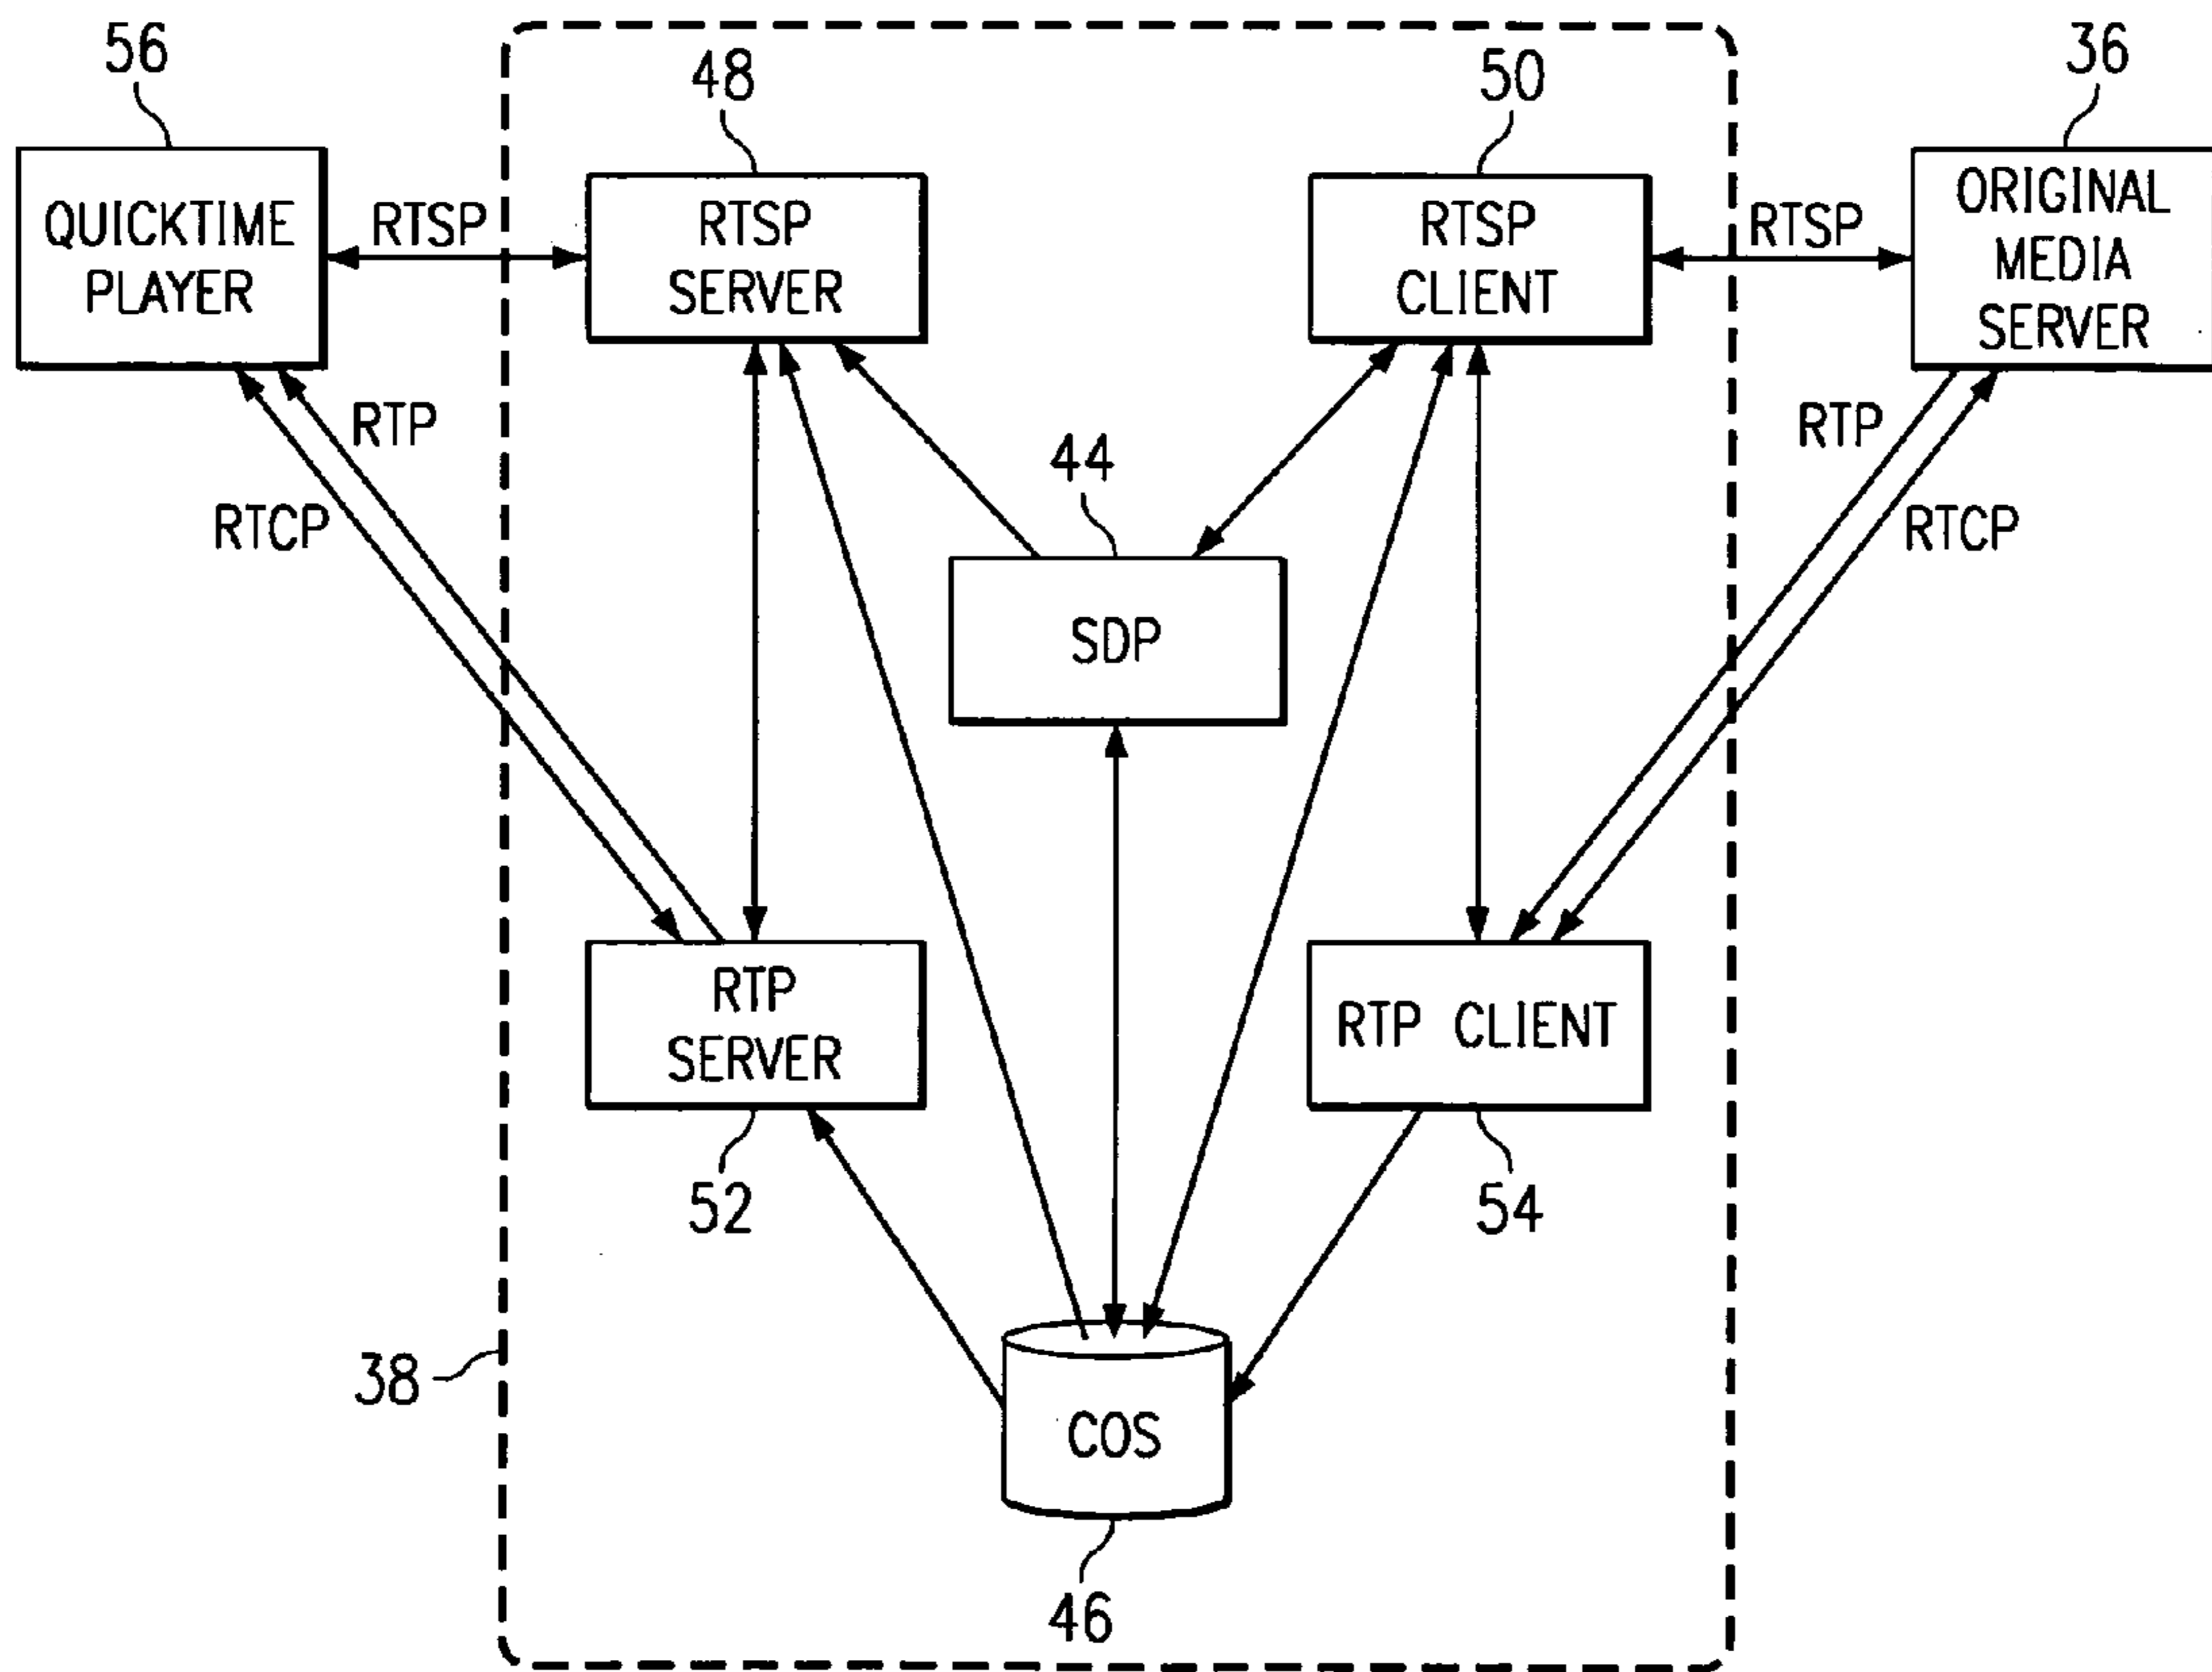 56
48
50
36
QUICKTIME
PLAYER
RTSP
RTSP
SERVER
RTSP
CLIENT
RTSP
ORIGINAL
MEDIA
SERVER
RTP
RTCP
44
SDP
RTP
RTCP
RTP
SERVER
RTP CLIENT
52
54
38
COS
46